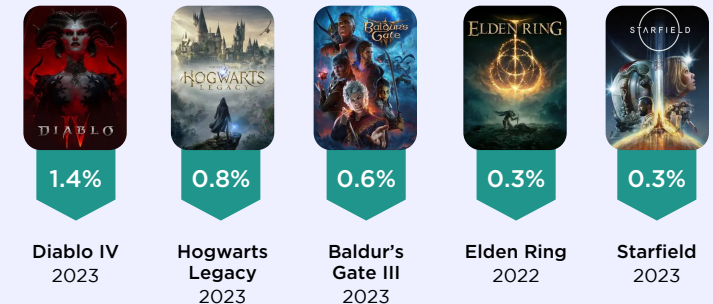 DIABLO
IV
HOGWARTS
LEGACY
Baldur's
Gate
ELDEN RING
STARFIELD
1.4%
0.8%
0.6%
0.3%
0.3%
Diablo IV
2023
Hogwarts
Legacy
2023
Baldur's
Gate III
2023
Elden Ring
2022
Starfield
2023